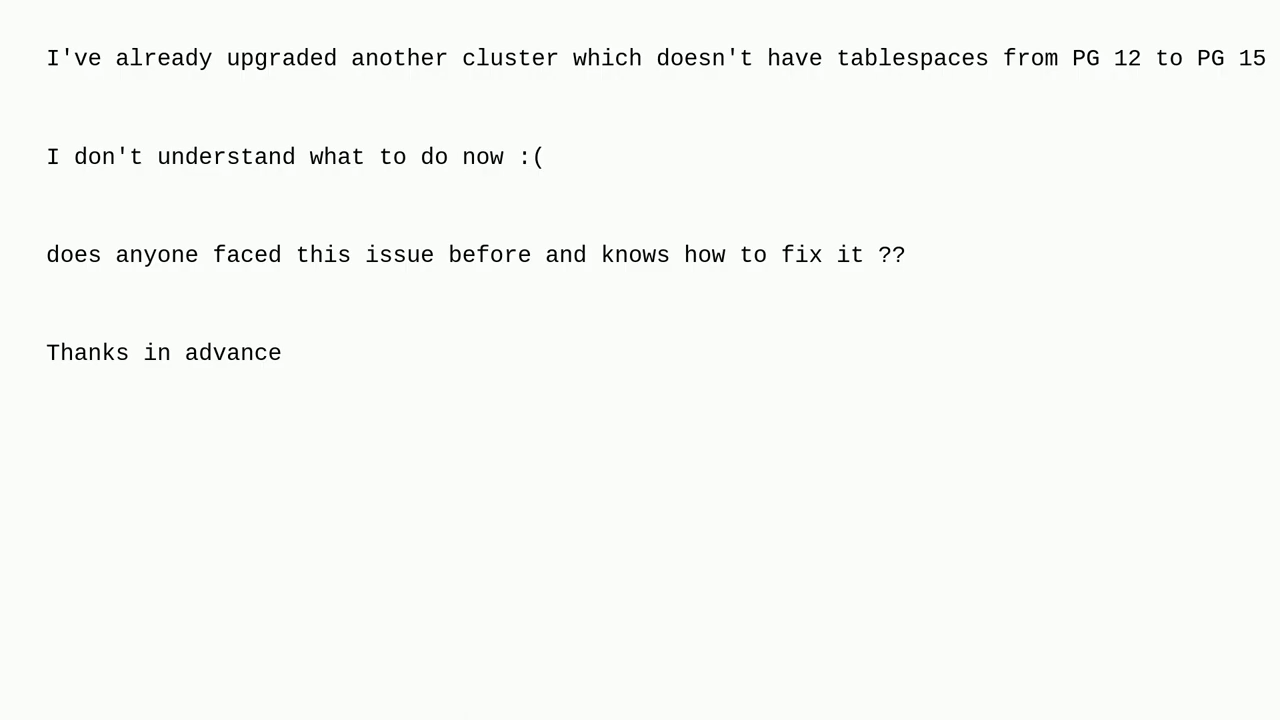 I've already upgraded another cluster which doesn't have tablespaces from PG 12 to PG 15
I don't understand what to do now :(
does anyone faced this issue before and knows how to fix it ??
Thanks in advance